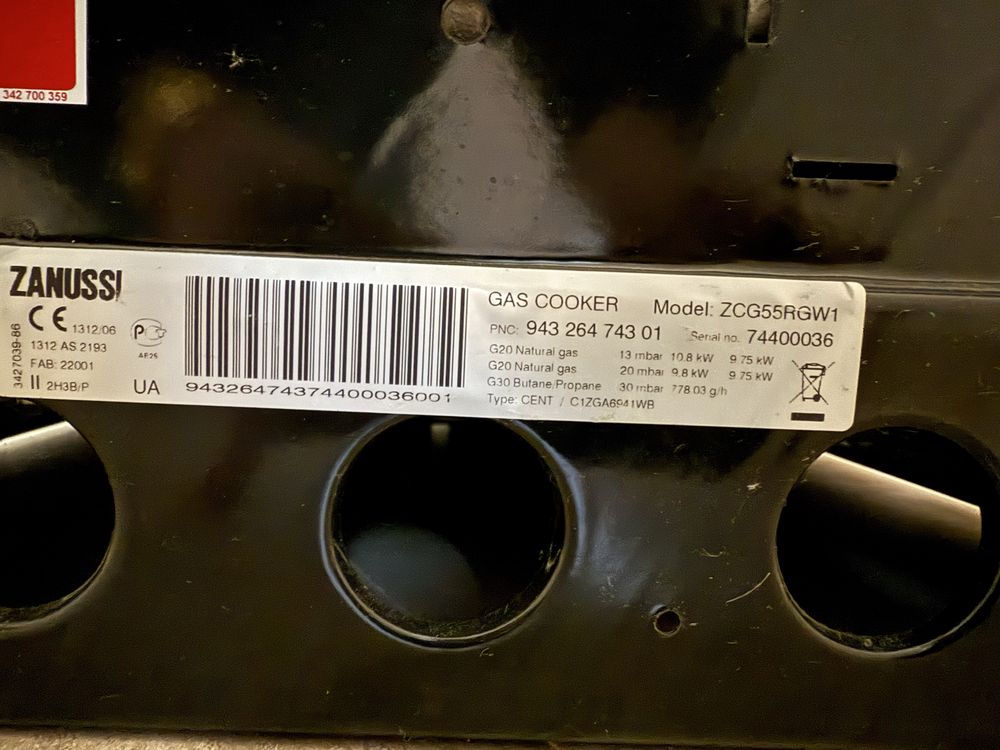 342 700 359
ZANUSSI
CE 1312/06
1312 AS 2193
FAB: 22001
II 2H3B/P
UA
3427039-86
94326474374400036001
GAS COOKER Model: ZCG55RGW1
PNC: 943 264 743 01 Serial no. 74400036
G20 Natural gas 13 mbar 10.8 kW 9.75 kW
G20 Natural gas 20 mbar 9.8 kW 9.75 kW
G30 Butane/Propane 30 mbar 778.03 g/h
Type: CENT / C1ZGA6941WB